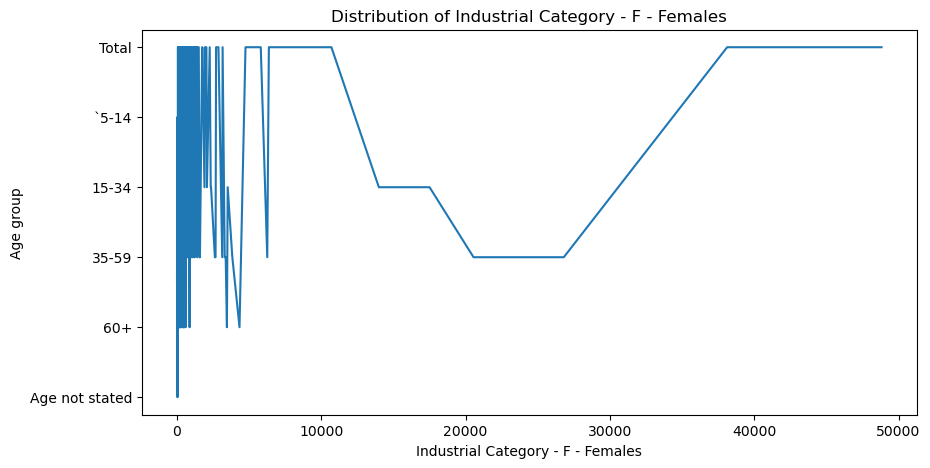 Distribution of Industrial Category - F - Females
Total
`5-14
15-34
35-59
60+
Age not stated
Age group
0
10000
20000
30000
40000
50000
Industrial Category - F - Females